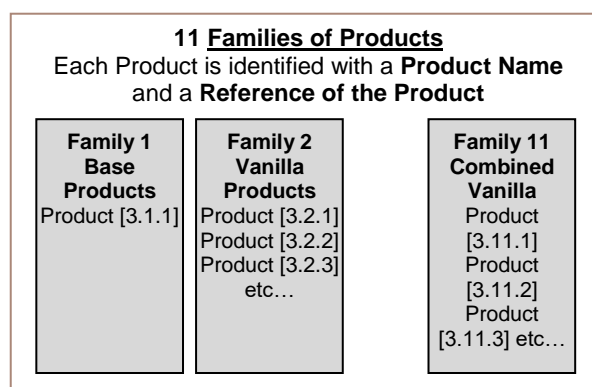 11 Families of Products
Each Product is identified with a Product Name
and a Reference of the Product
Family 1
Base
Products
Product [3.1.1]
Family 2
Vanilla
Products
Product [3.2.1]
Product [3.2.2]
Product [3.2.3]
etc…
Family 11
Combined
Vanilla
Product
[3.11.1]
Product
[3.11.2]
Product
[3.11.3] etc…